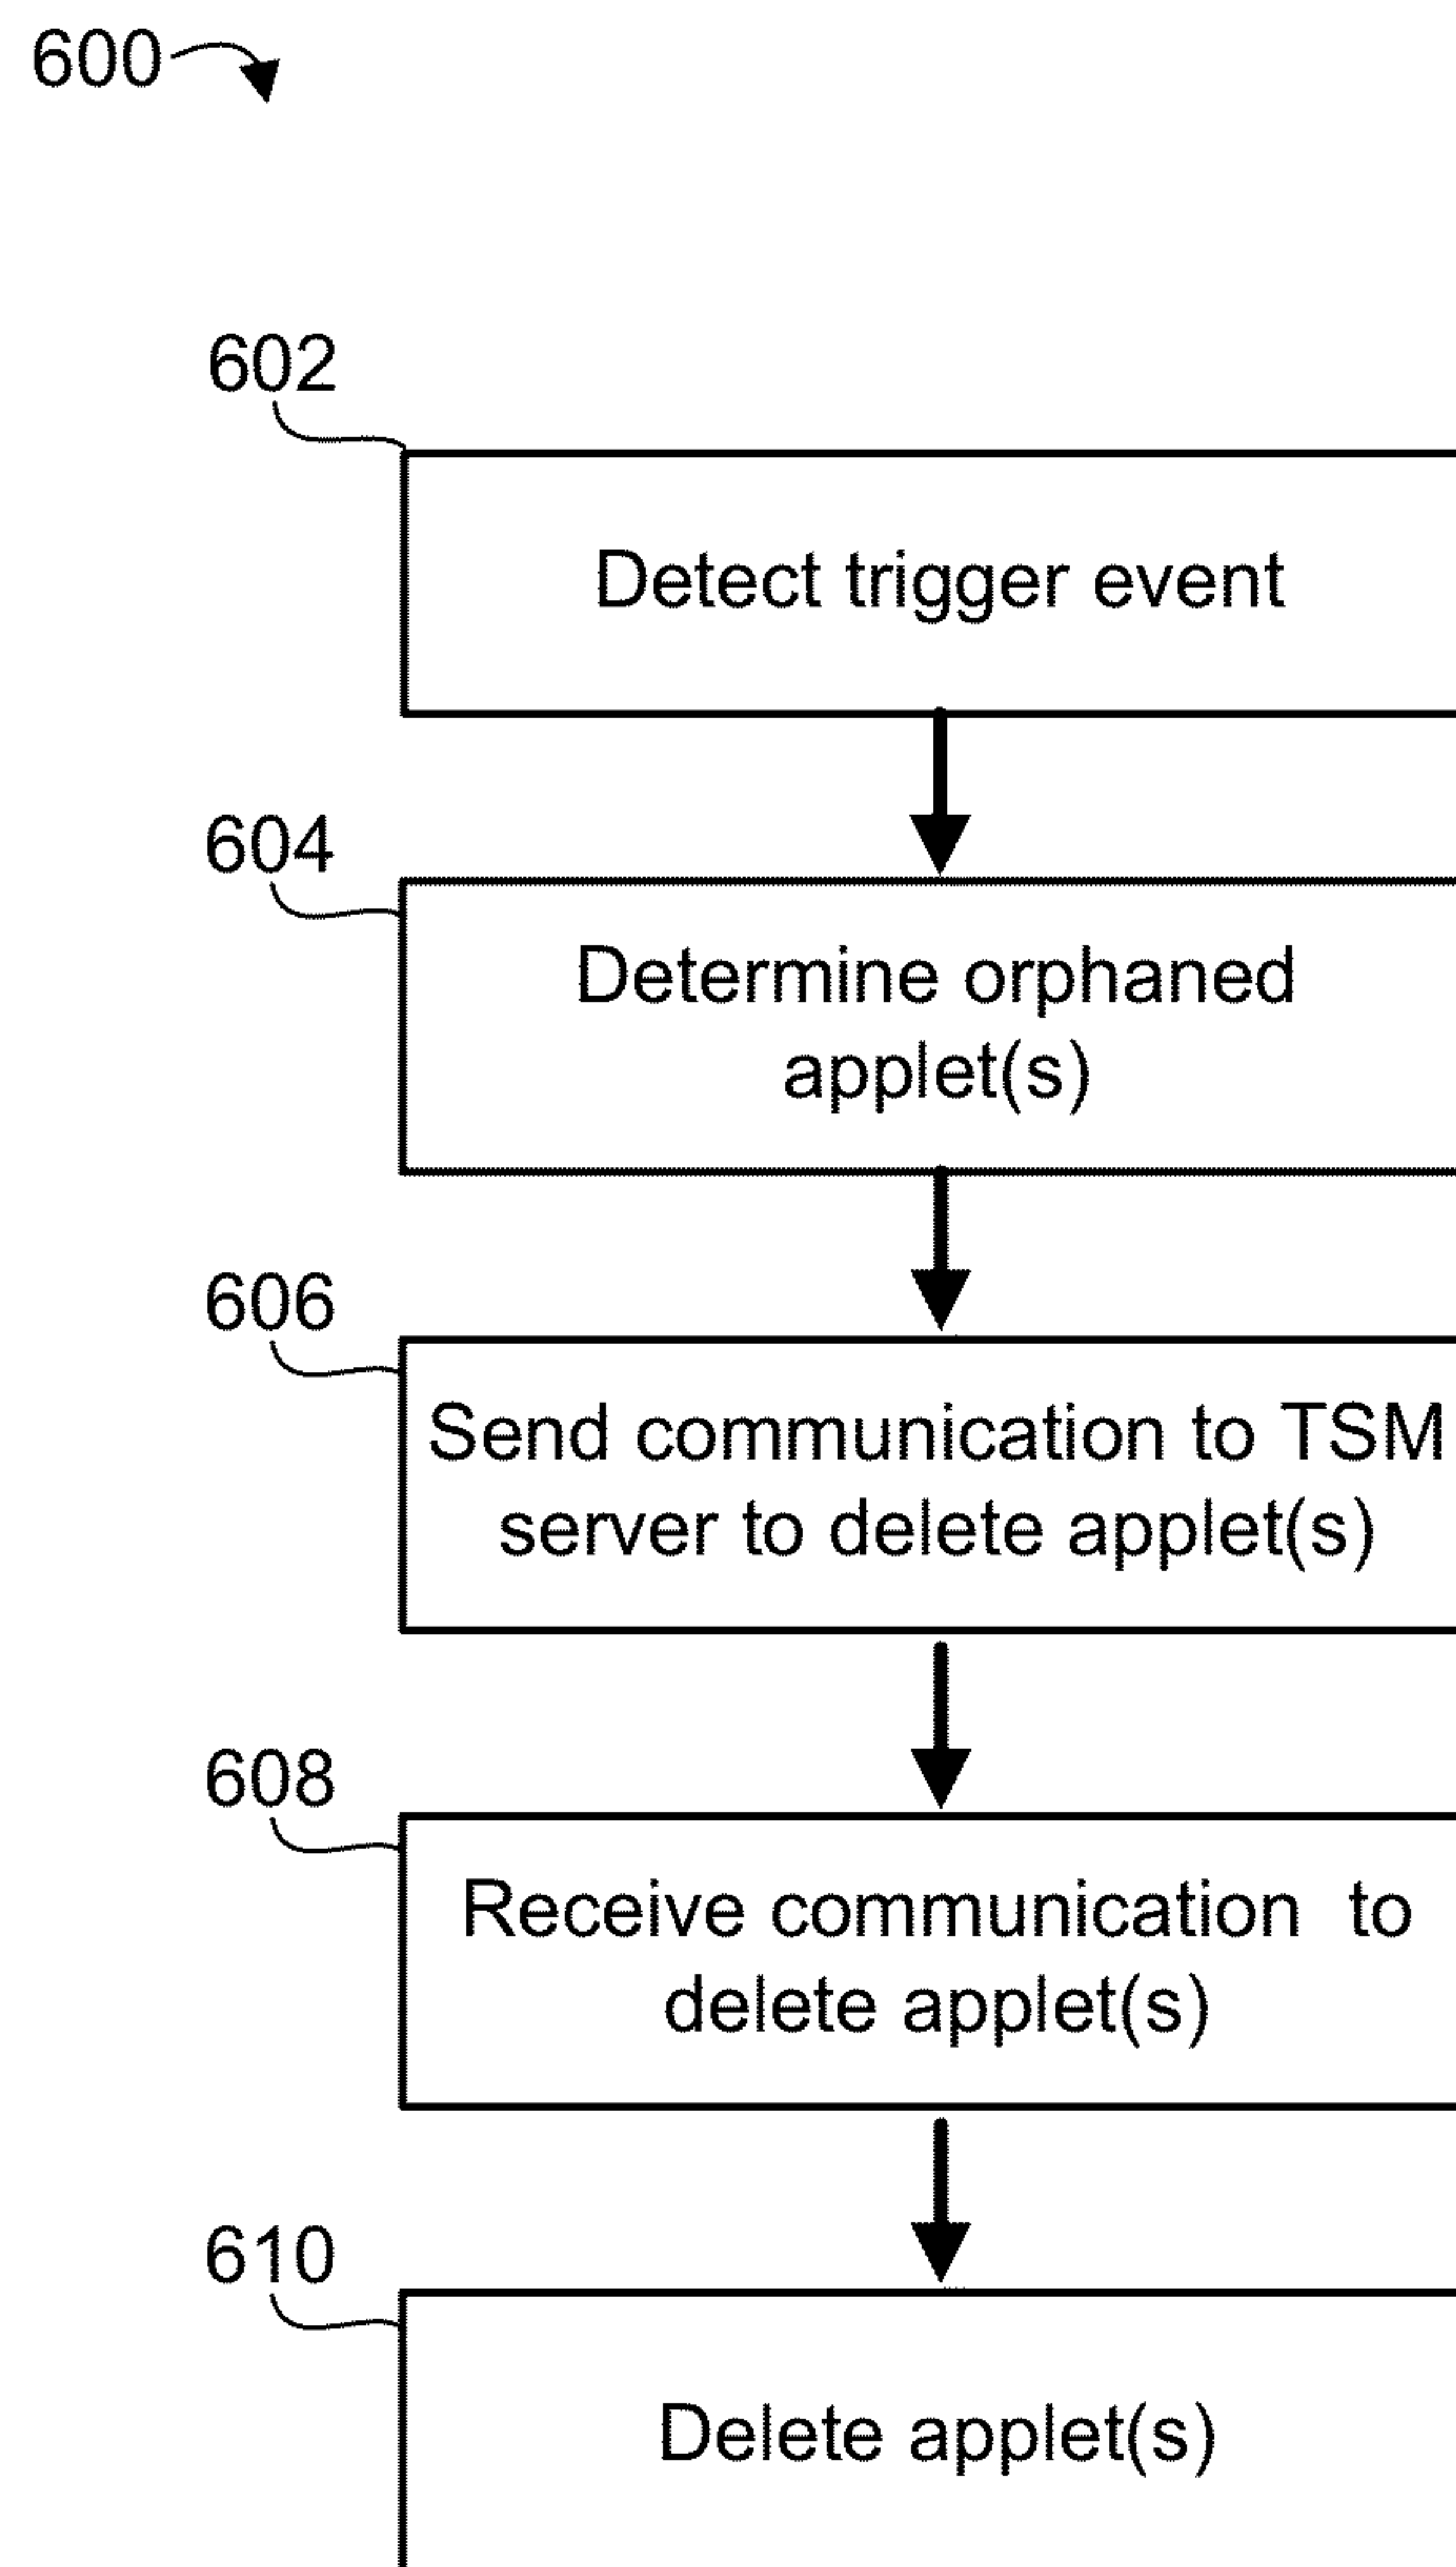 600
602
Detect trigger event
604
Determine orphaned
applet(s)
606
Send communication to TSM
server to delete applet(s)
608
Receive communication to
delete applet(s)
610
Delete applet(s)